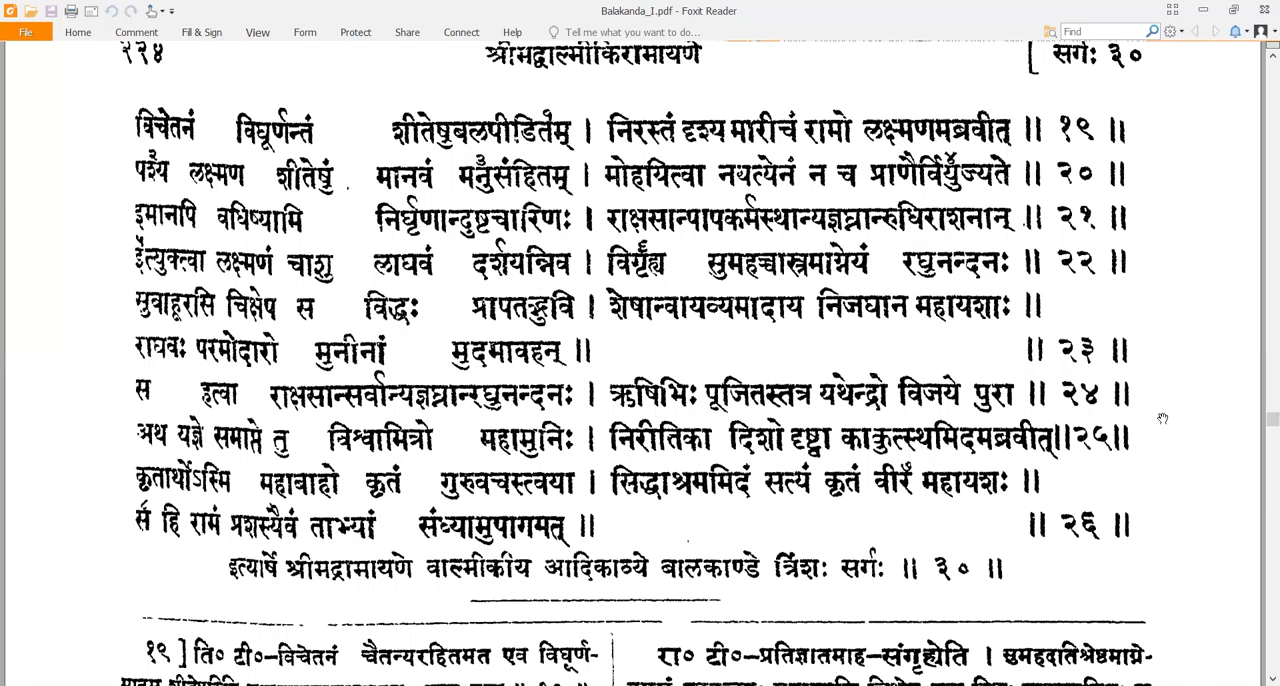 Balakanda_I.pdf - Foxit Reader
File Home Comment Fill & Sign View Form Protect Share Connect Help Tell me what you want to do... Find
२२४ श्रीमद्वाल्मीकिरामायणे [ सर्गः ३०
विचेतनं विघूर्णन्तं शीतेषुबलपीडितम् । निरस्तं दृश्य मारीचं रामो लक्ष्मणमब्रवीत् ॥ १९ ॥
पश्य लक्ष्मण शीतेषुं मानवं मनुसंहितम् । मोहयित्वा नयत्येनं न च प्राणैर्वियुज्यते ॥ २० ॥
इमानपि वधिष्यामि निर्घृणान्दुष्टचारिणः । राक्षसान्पापकर्मस्थान्यज्ञघ्नान्रुधिराशनान् ॥ २१ ॥
इत्युक्त्वा लक्ष्मणं चाशु लाघवं दर्शयन्निव । विगृह्य सुमहच्चास्त्रमाग्नेयं रघुनन्दनः ॥ २२ ॥
सुबाहूरसि चिक्षेप स विद्धः प्रापतद्भुवि । शेषान्वायव्यमादाय निजघान महायशाः ॥
राघवः परमोदारो मुनीनां मुदमावहन् ॥ ॥ २३ ॥
स हत्वा राक्षसान्सर्वान्यज्ञघ्नान्रघुनन्दनः । ऋषिभिः पूजितस्तत्र यथेन्द्रो विजये पुरा ॥ २४ ॥
अथ यज्ञे समाप्ते तु विश्वामित्रो महामुनिः । निरीतिका दिशो दृष्ट्वा काकुत्स्थमिदमब्रवीत् ॥२५॥
कृतार्थोऽस्मि महाबाहो कृतं गुरुवचस्त्वया । सिद्धाश्रममिदं सत्यं कृतं वीर महायशः ॥
स हि रामं प्रशस्यैवं ताभ्यां संध्यामुपागमत् ॥ ॥ २६ ॥
इत्यार्षे श्रीमद्रामायणे वाल्मीकीय आदिकाव्ये बालकाण्डे त्रिंशः सर्गः ॥ ३० ॥
१९ ] ति० टी०-विचेतनं चैतन्यरहितमत एव विघूर्ण-
रा० टी०-प्रतिज्ञातमाह-संगृह्येति । सुमहदतिश्रेष्ठमाग्ने-